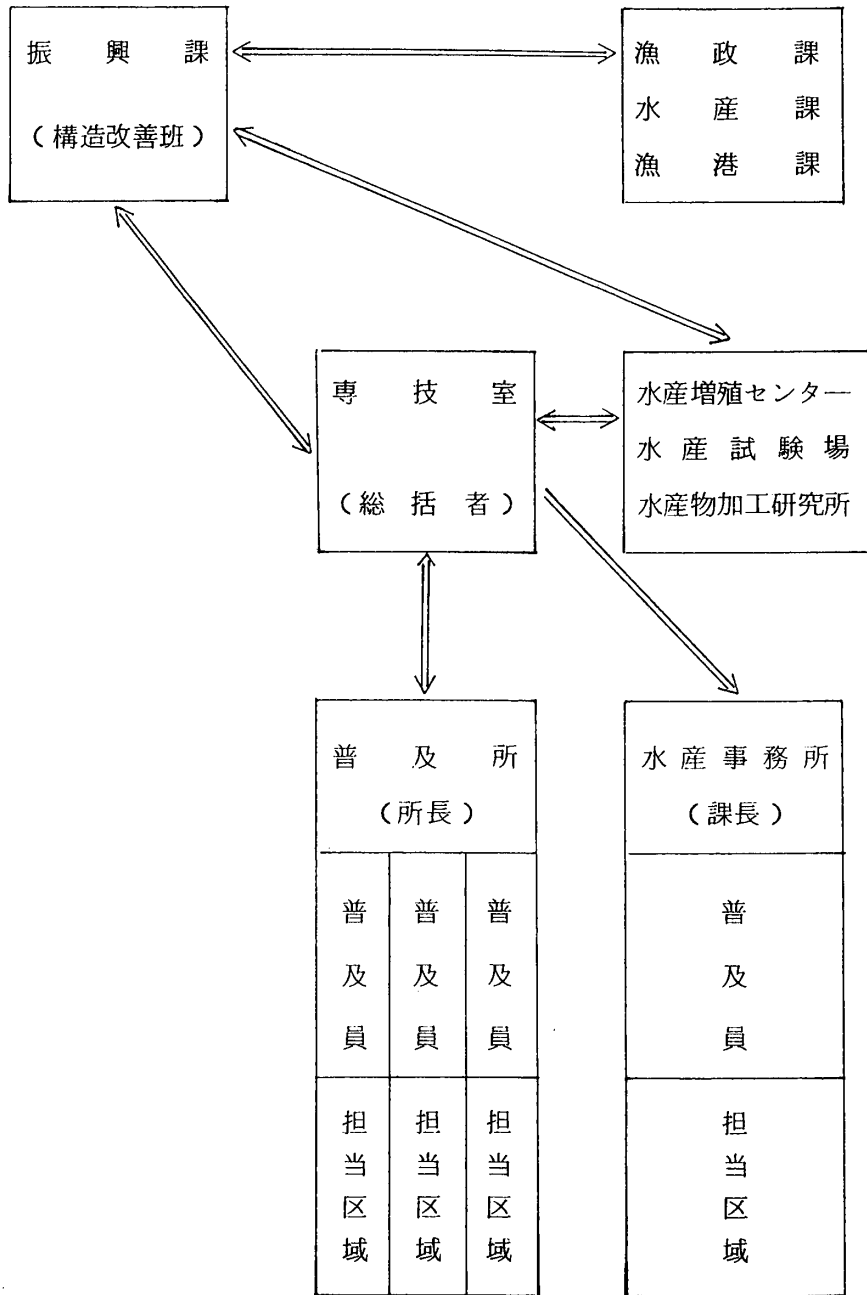 振興課
(構造改善班)
漁政課
水産課
漁港課
専技室
(総括者)
水産増殖センター
水産試験場
水産物加工研究所
普及所
(所長)
普及員
普及員
普及員
担当区域
担当区域
担当区域
水産事務所
(課長)
普及員
担当区域